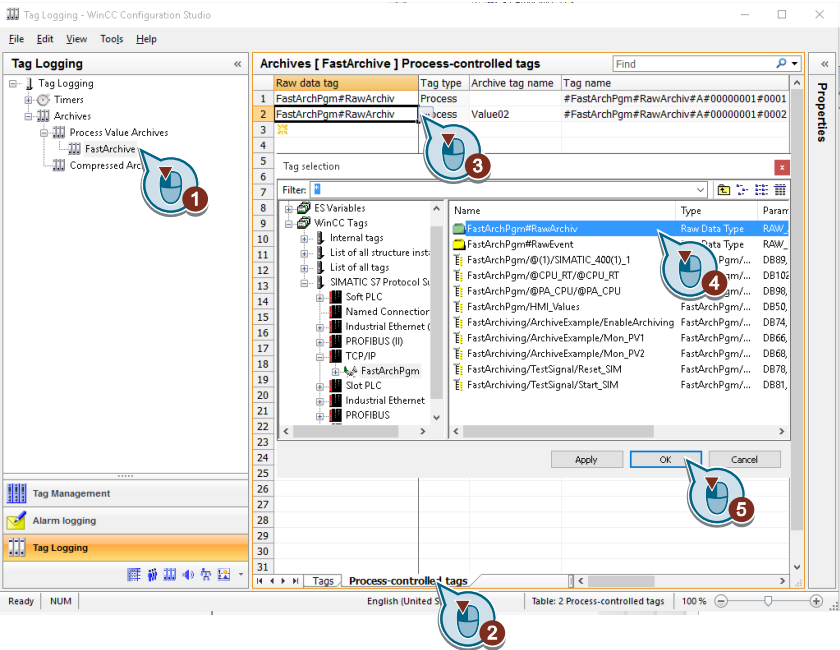 Tag Logging - WinCC Configuration Studio
File Edit View Tools Help
Tag Logging «
Tag Logging
Timers
Archives
Process Value Archives
FastArchive
Compressed Arc
1
Tag Management
Alarm logging
Tag Logging
Archives [ FastArchive ] Process-controlled tags
Find
«
Properties
Raw data tag Tag type Archive tag name Tag name
1 FastArchPgm#RawArchiv Process #FastArchPgm#RawArchiv#A#00000001#0001
2 FastArchPgm#RawArchiv ocess Value02 #FastArchPgm#RawArchiv#A#00000001#0002
3
4
5
6
7
8
9
10
11
12
13
14
15
16
17
18
19
20
21
22
23
24
25
26
27
28
29
30
31
3
Tag selection x
Filter: *
ES Variables
WinCC Tags
Internal tags
List of all structure insta
List of all tags
SIMATIC S7 Protocol Su
Soft PLC
Named Connection
Industrial Ethernet (
PROFIBUS (II)
TCP/IP
FastArchPgm
Slot PLC
Industrial Ethernet
PROFIBUS
Name Type Param
FastArchPgm#RawArchiv Raw Data Type RAW_
FastArchPgm#RawEvent Data Type RAW_
FastArchPgm/@(1)/SIMATIC_400(1)_1 Pgm/... DB89,
FastArchPgm/@CPU_RT/@CPU_RT Pgm/... DB102
FastArchPgm/@PA_CPU/@PA_CPU FastArchPgm/... DB98,
FastArchPgm/HMI_Values FastArchPgm/... DB50,
FastArchiving/ArchiveExample/EnableArchiving FastArchPgm/... DB74,
FastArchiving/ArchiveExample/Mon_PV1 FastArchPgm/... DB66,
FastArchiving/ArchiveExample/Mon_PV2 FastArchPgm/... DB68,
FastArchiving/TestSignal/Reset_SIM FastArchPgm/... DB78,
FastArchiving/TestSignal/Start_SIM FastArchPgm/... DB81,
4
Apply OK Cancel
5
Tags Process-controlled tags
Ready NUM English (United S Table: 2 Process-controlled tags 100 %
2